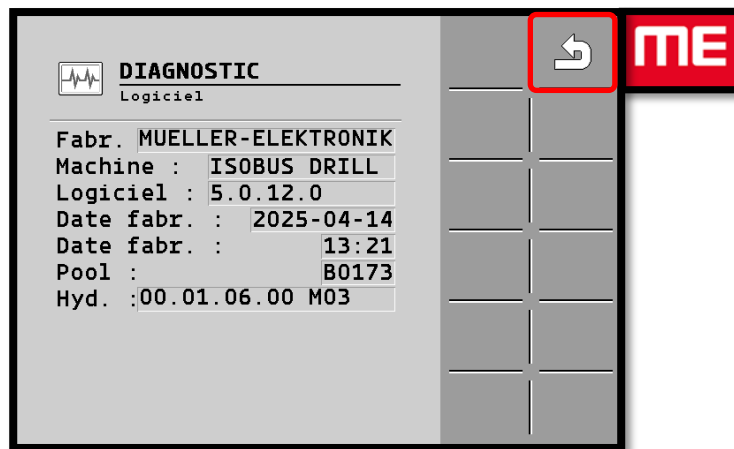 DIAGNOSTIC
Logiciel
Fabr. MUELLER-ELEKTRONIK
Machine : ISOBUS DRILL
Logiciel : 5.0.12.0
Date fabr. : 2025-04-14
Date fabr. : 13:21
Pool : B0173
Hyd. :00.01.06.00 M03
ME